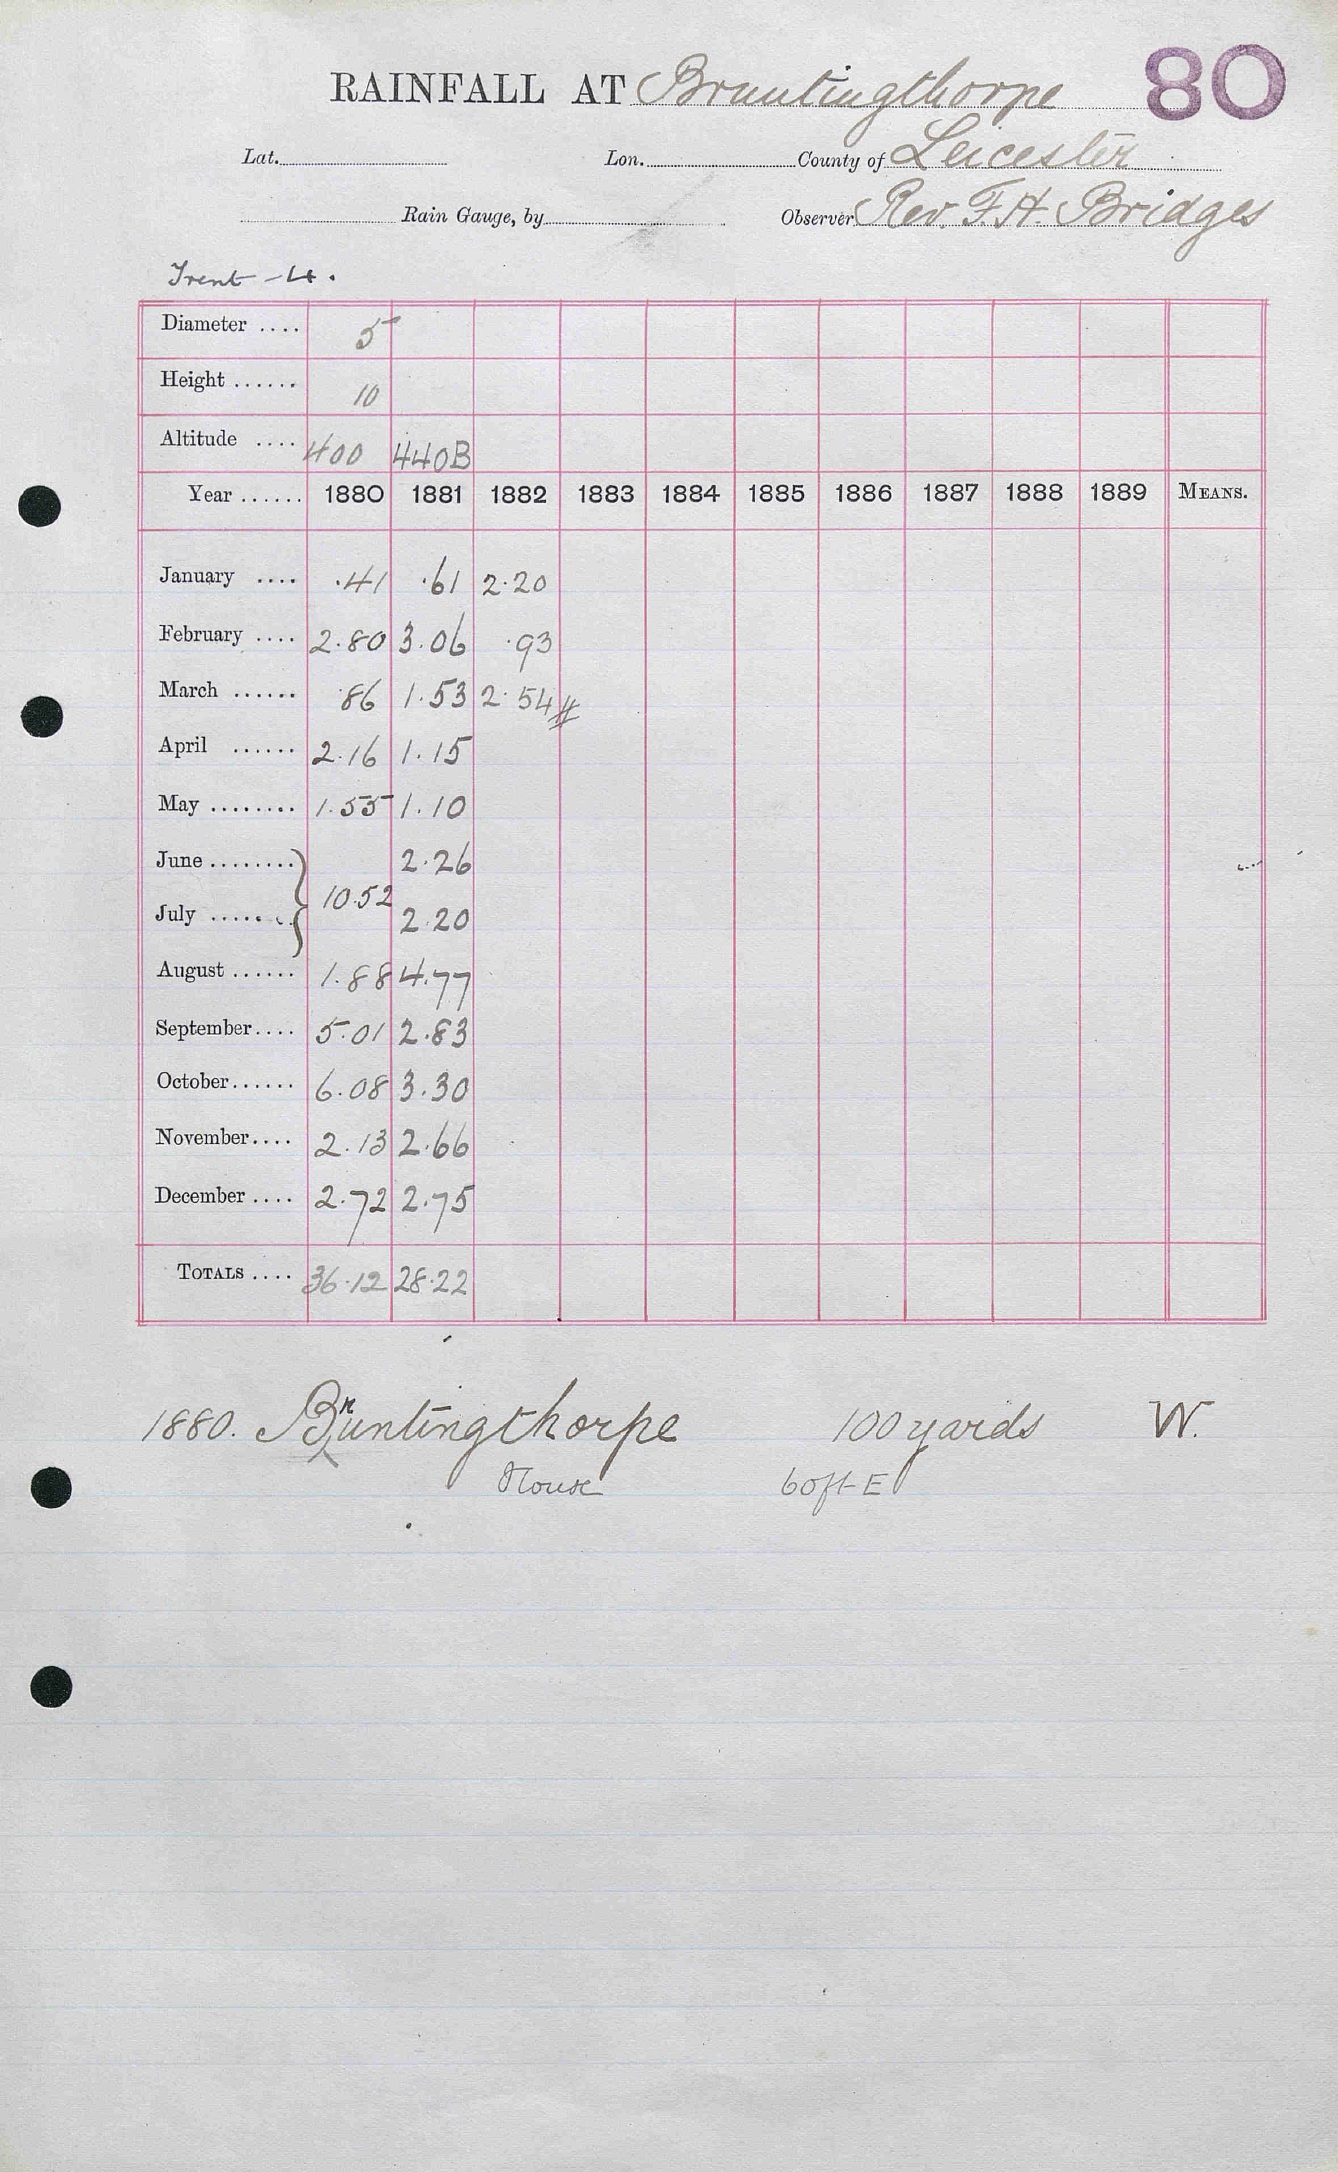 RAINFALL AT Bruntingthorpe 80
Lat. Lon. County of Leicester
Rain Gauge, by Observer Rev. F. H. Bridges
Trent -4.
Diameter .... 5
Height ...... 10
Altitude .... 400 440B
Year ...... 1880 1881 1882 1883 1884 1885 1886 1887 1888 1889 MEANS.
January .... .41 .61 2.20
February .... 2.80 3.06 .93
March ...... .86 1.53 2.54
April ...... 2.16 1.15
May ........ 1.55 1.10
June ........ 2.26
10.52
July ...... 2.20
August ...... 1.88 4.77
September .... 5.01 2.83
October ...... 6.08 3.30
November .... 2.13 2.66
December .... 2.72 2.75
TOTALS .... 36.12 28.22
1880. Bruntingthorpe 100 yards W.
House 60ft E